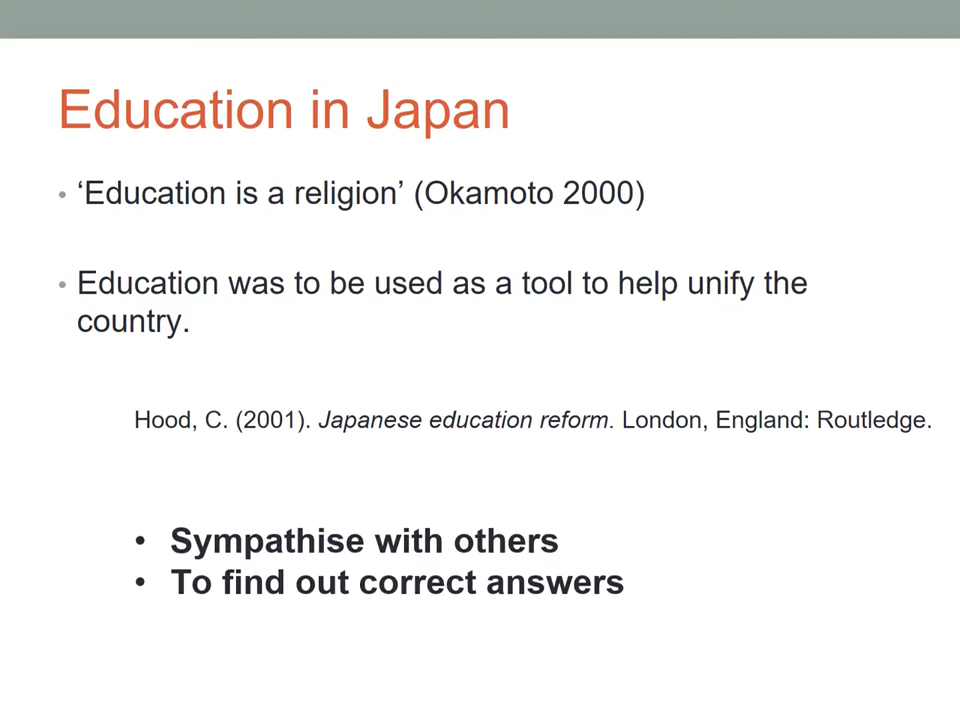 Education in Japan
• ‘Education is a religion’ (Okamoto 2000)
• Education was to be used as a tool to help unify the
country.
Hood, C. (2001). Japanese education reform. London, England: Routledge.
• Sympathise with others
• To find out correct answers